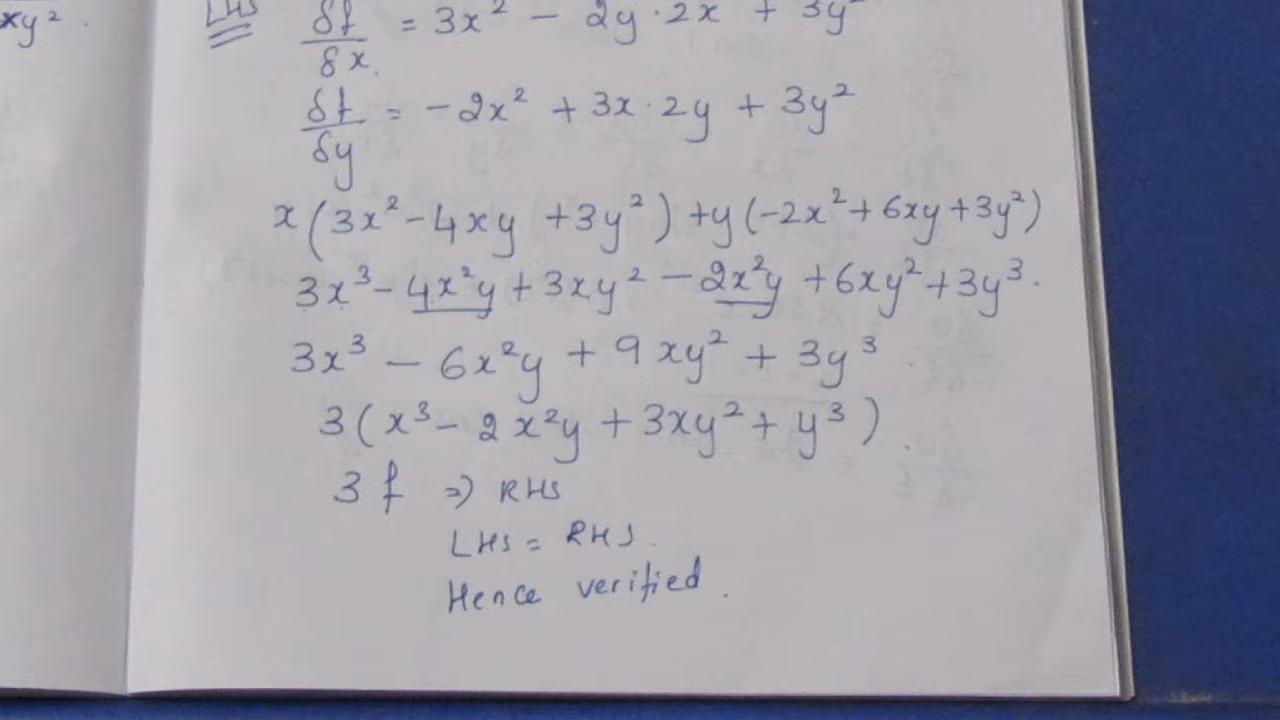 xy²
LHS δf/δx = 3x² - 2y·2x + 3y²
δf/δy = -2x² + 3x·2y + 3y²
x(3x² - 4xy + 3y²) + y(-2x² + 6xy + 3y²)
3x³ - 4x²y + 3xy² - 2x²y + 6xy² + 3y³.
3x³ - 6x²y + 9xy² + 3y³
3(x³ - 2x²y + 3xy² + y³).
3f ⇒ RHS
LHS = RHS.
Hence verified.